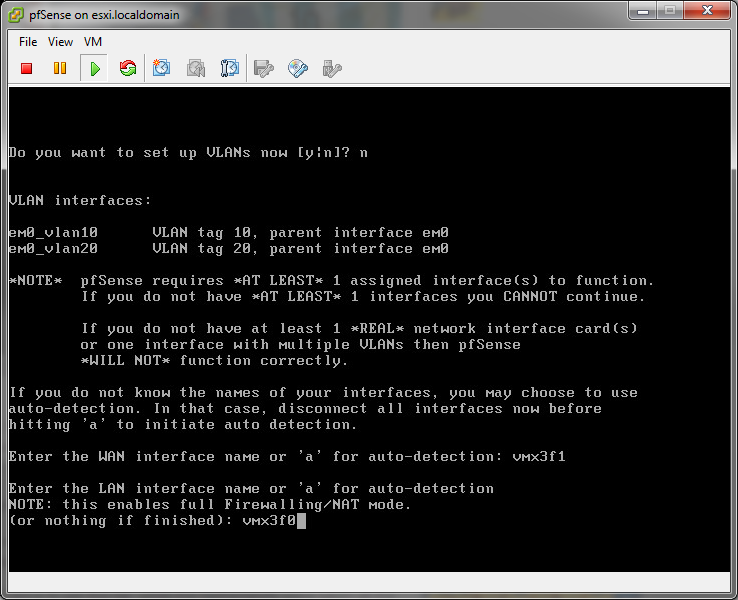 pfSense on esxi.localdomain
File View VM
Do you want to set up VLANs now [y|n]? n
VLAN interfaces:
em0_vlan10 VLAN tag 10, parent interface em0
em0_vlan20 VLAN tag 20, parent interface em0
*NOTE* pfSense requires *AT LEAST* 1 assigned interface(s) to function.
If you do not have *AT LEAST* 1 interfaces you CANNOT continue.
If you do not have at least 1 *REAL* network interface card(s)
or one interface with multiple VLANs then pfSense
*WILL NOT* function correctly.
If you do not know the names of your interfaces, you may choose to use
auto-detection. In that case, disconnect all interfaces now before
hitting 'a' to initiate auto detection.
Enter the WAN interface name or 'a' for auto-detection: vmx3f1
Enter the LAN interface name or 'a' for auto-detection
NOTE: this enables full Firewalling/NAT mode.
(or nothing if finished): vmx3f0